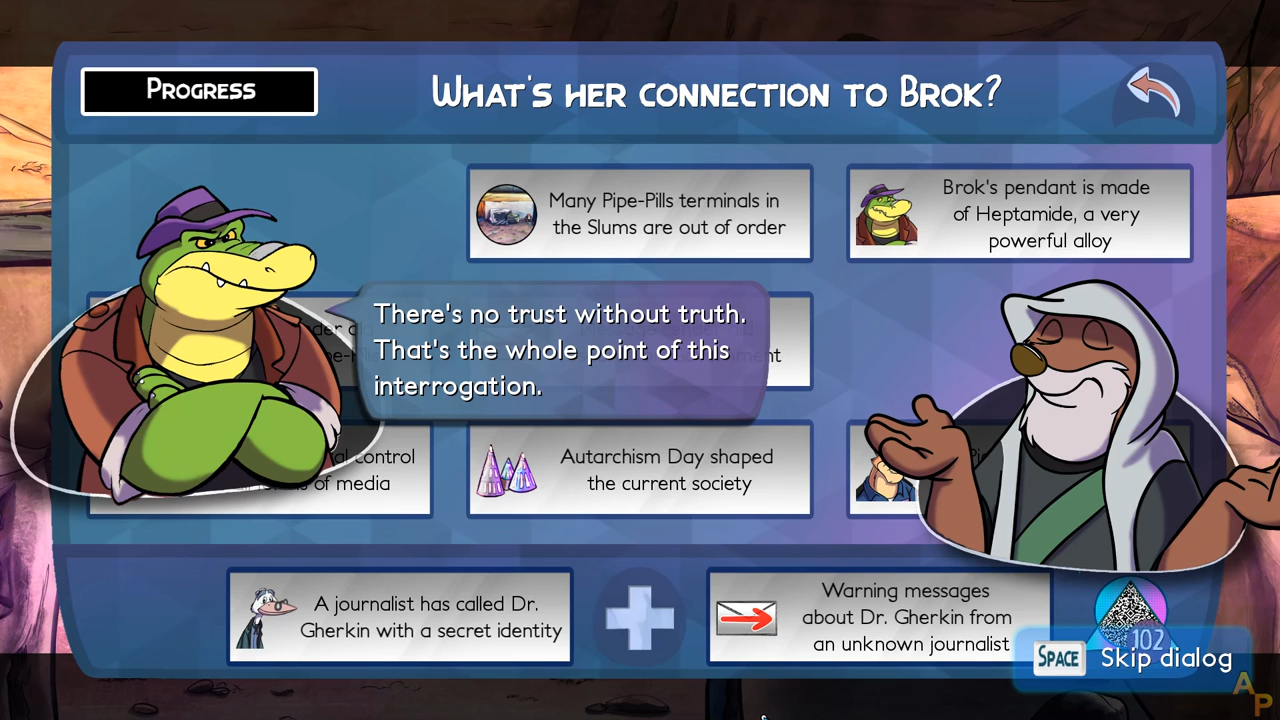 Progress
What's her connection to Brok?
Many Pipe-Pills terminals in
the Slums are out of order
Brok's pendant is made
of Heptamide, a very
powerful alloy
There's no trust without truth.
That's the whole point of this
interrogation.
control
of media
Autarchism Day shaped
the current society
A journalist has called Dr.
Gherkin with a secret identity
Warning messages
about Dr. Gherkin from
an unknown journalist
102
Space
Skip dialog
AP